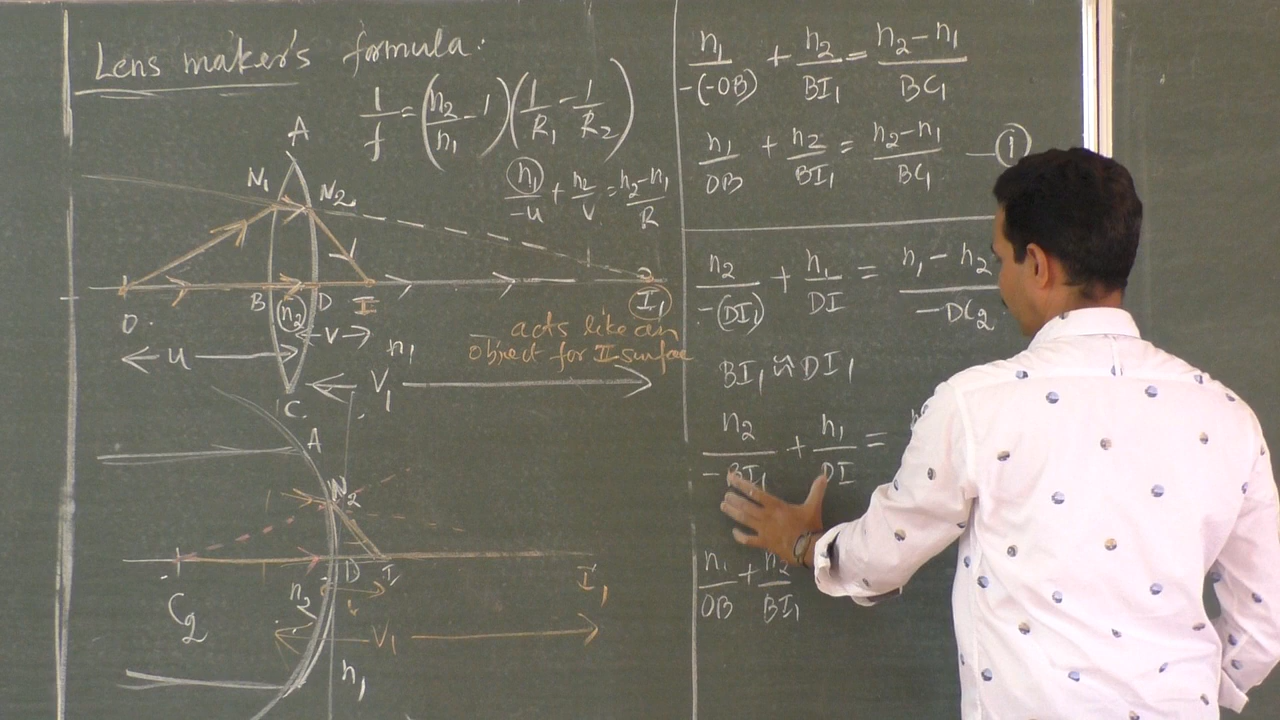 Lens maker's formula:
1/f = (n₂/n₁ - 1)(1/R₁ - 1/R₂)
n₁/-u + n₂/v = n₂-n₁/R
A
N₁ N₂
O B n₂ D I I₁
u v n₁
V₁
acts like an
object for II surface
C
A
N₂
C₂ n₂ D I I₁
v
V₁
n₁
n₁/-(-OB) + n₂/BI₁ = n₂-n₁/BC₁
n₁/OB + n₂/BI₁ = n₂-n₁/BC₁ —①
n₂/-(DI₁) + n₁/DI = n₁-n₂/-DC₂
BI₁ ≈ DI₁
n₂/-BI₁ + n₁/DI =
n₁/OB + n₂/BI₁